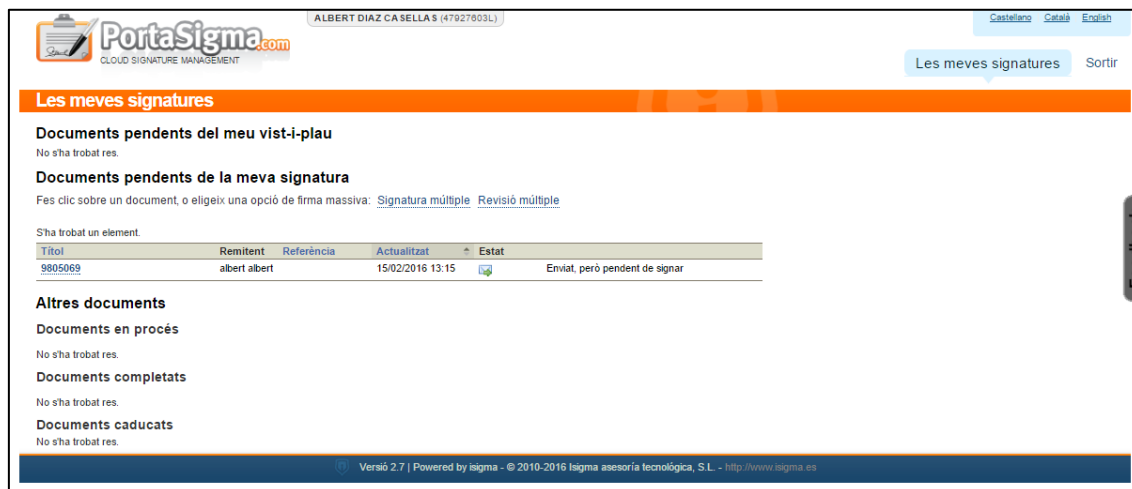 ALBERT DIAZ CASELLAS (47927603L)
Castellano Català English
PortaSigma.com
CLOUD SIGNATURE MANAGEMENT
Les meves signatures Sortir
Les meves signatures
Documents pendents del meu vist-i-plau
No s'ha trobat res.
Documents pendents de la meva signatura
Fes clic sobre un document, o eligeix una opció de firma massiva: Signatura múltiple Revisió múltiple
S'ha trobat un element.
Títol Remitent Referència Actualitzat Estat
9805069 albert albert 15/02/2016 13:15 Enviat, però pendent de signar
Altres documents
Documents en procés
No s'ha trobat res.
Documents completats
No s'ha trobat res.
Documents caducats
No s'ha trobat res.
Versió 2.7 | Powered by isigma - © 2010-2016 Isigma asesoría tecnológica, S.L. - http://www.isigma.es